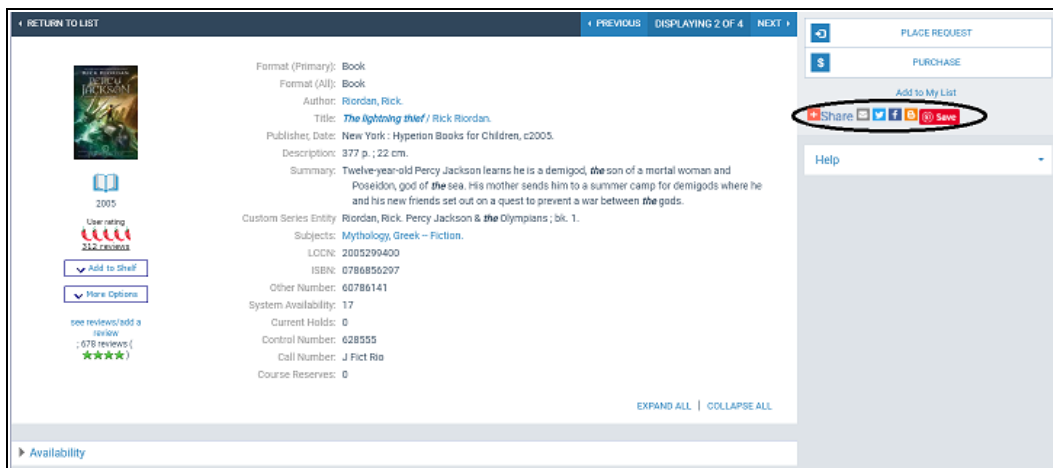 RETURN TO LIST
PREVIOUS DISPLAYING 2 OF 4 NEXT
RICK RIORDAN
PERCY
JACKSON
2005
User rating
312 reviews
Add to Shelf
More Options
see reviews/add a
review
; 678 reviews (
)
Format (Primary): Book
Format (All): Book
Author: Riordan, Rick.
Title: The lightning thief / Rick Riordan.
Publisher, Date: New York : Hyperion Books for Children, c2005.
Description: 377 p. ; 22 cm.
Summary: Twelve-year-old Percy Jackson learns he is a demigod, the son of a mortal woman and
Poseidon, god of the sea. His mother sends him to a summer camp for demigods where he
and his new friends set out on a quest to prevent a war between the gods.
Custom Series Entity Riordan, Rick. Percy Jackson & the Olympians ; bk. 1.
Subjects: Mythology, Greek -- Fiction.
LCCN: 2005299400
ISBN: 0786856297
Other Number: 60786141
System Availability: 17
Current Holds: 0
Control Number: 628555
Call Number: J Fict Rio
Course Reserves: 0
EXPAND ALL | COLLAPSE ALL
Availability
PLACE REQUEST
$ PURCHASE
Add to My List
Share Save
Help